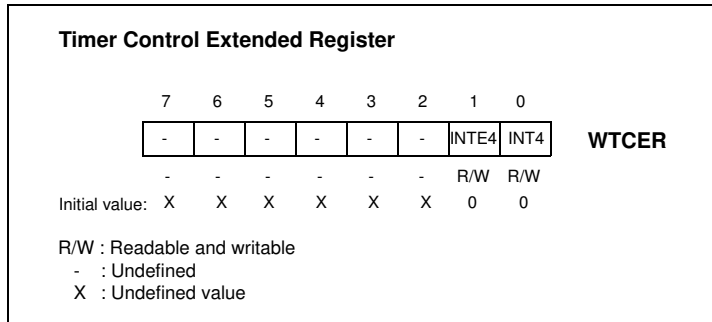 Timer Control Extended Register
7 6 5 4 3 2 1 0
- - - - - - INTE4 INT4 WTCER
- - - - - - R/W R/W
Initial value: X X X X X X 0 0
R/W : Readable and writable
- : Undefined
X : Undefined value